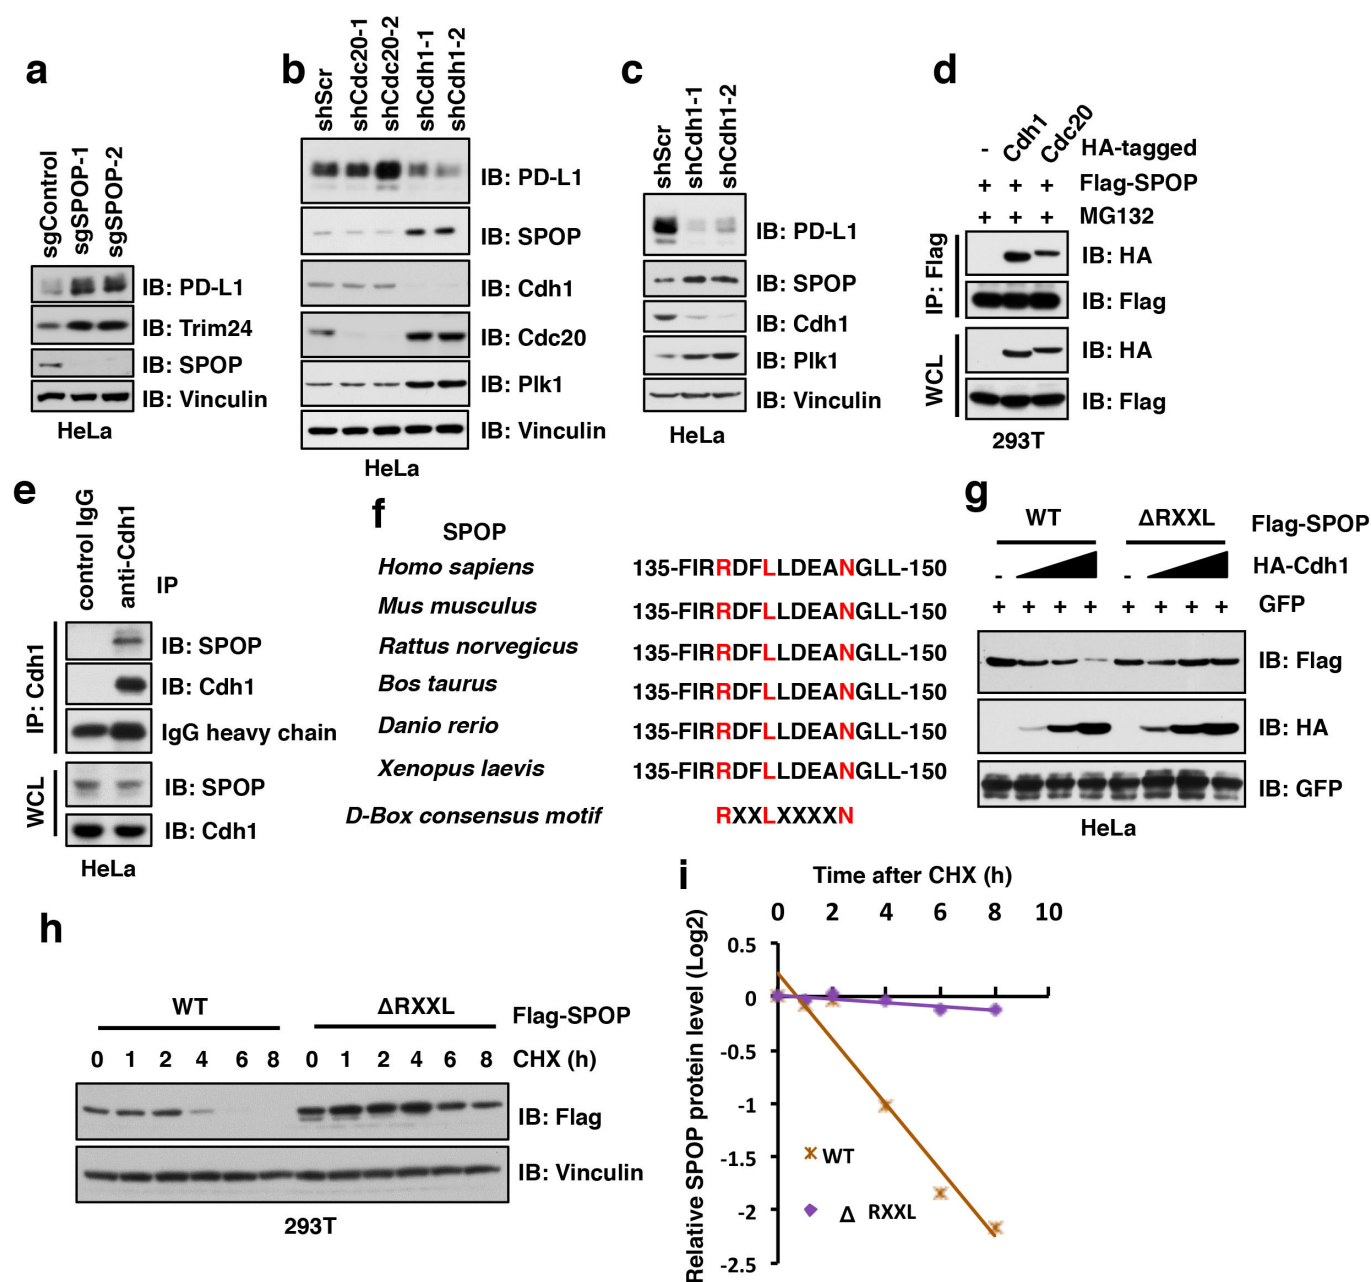 a
sgControl
sgSPOP-1
sgSPOP-2
IB: PD-L1
IB: Trim24
IB: SPOP
IB: Vinculin
HeLa
b
shScr
shCdc20-1
shCdc20-2
shCdh1-1
shCdh1-2
IB: PD-L1
IB: SPOP
IB: Cdh1
IB: Cdc20
IB: Plk1
IB: Vinculin
HeLa
c
shScr
shCdh1-1
shCdh1-2
IB: PD-L1
IB: SPOP
IB: Cdh1
IB: Plk1
IB: Vinculin
HeLa
d
- Cdh1 Cdc20 HA-tagged
+ + + Flag-SPOP
+ + + MG132
IP: Flag
IB: HA
IB: Flag
WCL
IB: HA
IB: Flag
293T
e
control IgG
anti-Cdh1
IP
IP: Cdh1
IB: SPOP
IB: Cdh1
IgG heavy chain
WCL
IB: SPOP
IB: Cdh1
HeLa
f
SPOP
Homo sapiens 135-FIRRDFLLDEANGLL-150
Mus musculus 135-FIRRDFLLDEANGLL-150
Rattus norvegicus 135-FIRRDFLLDEANGLL-150
Bos taurus 135-FIRRDFLLDEANGLL-150
Danio rerio 135-FIRRDFLLDEANGLL-150
Xenopus laevis 135-FIRRDFLLDEANGLL-150
D-Box consensus motif RXXLXXXXN
g
WT ΔRXXL Flag-SPOP
- - HA-Cdh1
+ + + + + + + + GFP
IB: Flag
IB: HA
IB: GFP
HeLa
h
WT ΔRXXL Flag-SPOP
0 1 2 4 6 8 0 1 2 4 6 8 CHX (h)
IB: Flag
IB: Vinculin
293T
i
Time after CHX (h)
0 2 4 6 8 10
Relative SPOP protein level (Log2)
0.5
0
-0.5
-1
-1.5
-2
-2.5
WT
Δ RXXL